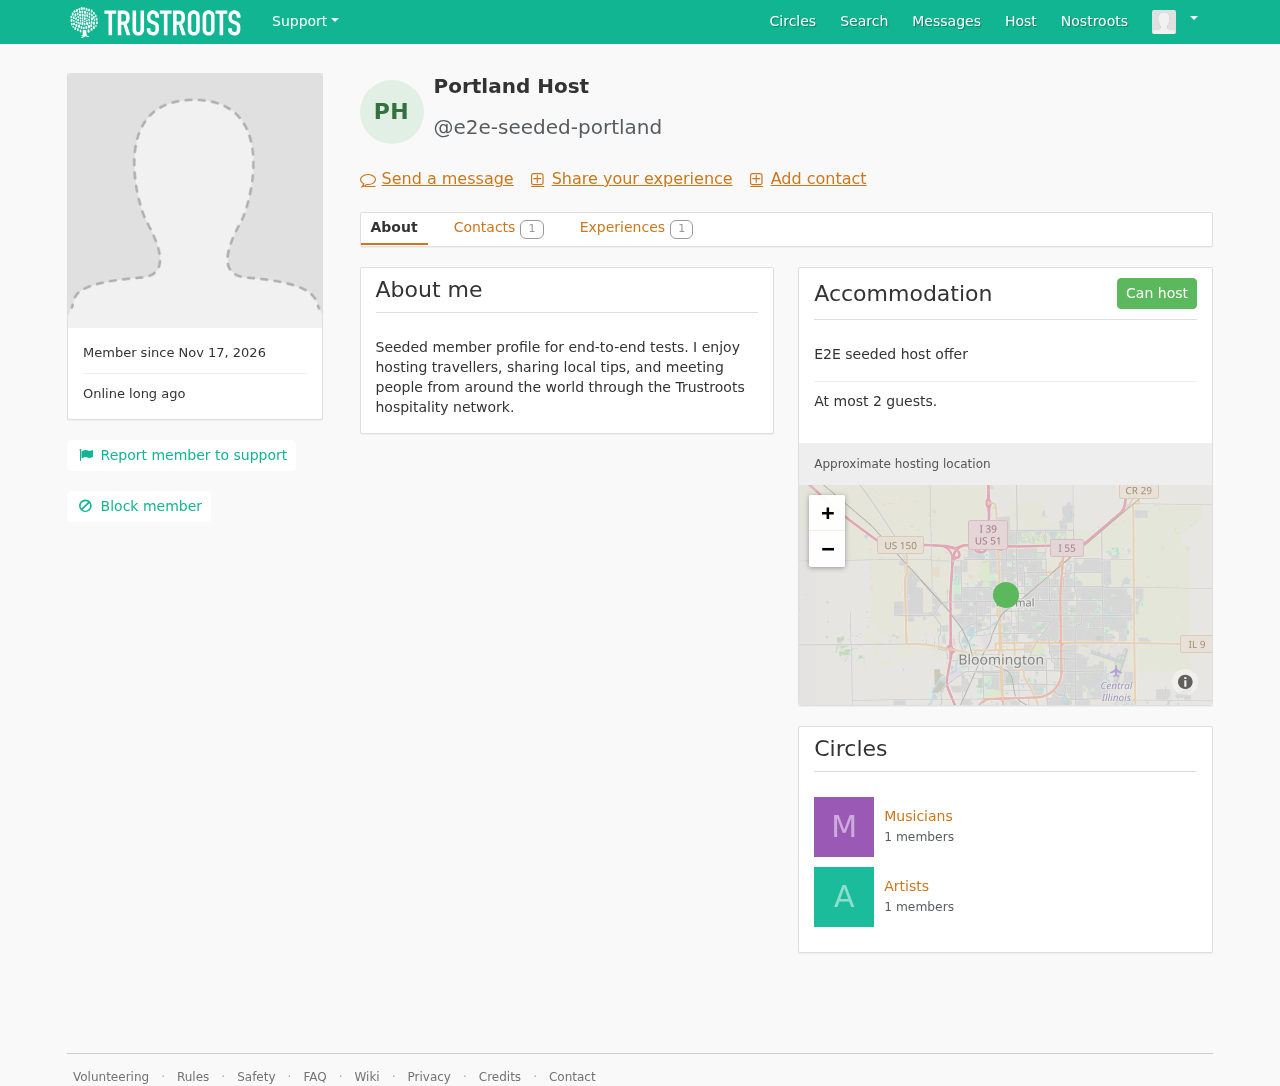 TRUSTROOTS
Support
Circles
Search
Messages
Host
Nostroots
PH
Portland Host
@e2e-seeded-portland
Send a message
Share your experience
Add contact
About
Contacts 1
Experiences 1
Member since Nov 17, 2026
Online long ago
Report member to support
Block member
About me
Seeded member profile for end-to-end tests. I enjoy
hosting travellers, sharing local tips, and meeting
people from around the world through the Trustroots
hospitality network.
Accommodation
Can host
E2E seeded host offer
At most 2 guests.
Approximate hosting location
+
−
CR 29
I 39
US 51
US 150
I 55
IL 9
Bloomington
Central
Illinois
Circles
M
Musicians
1 members
A
Artists
1 members
Volunteering · Rules · Safety · FAQ · Wiki · Privacy · Credits · Contact